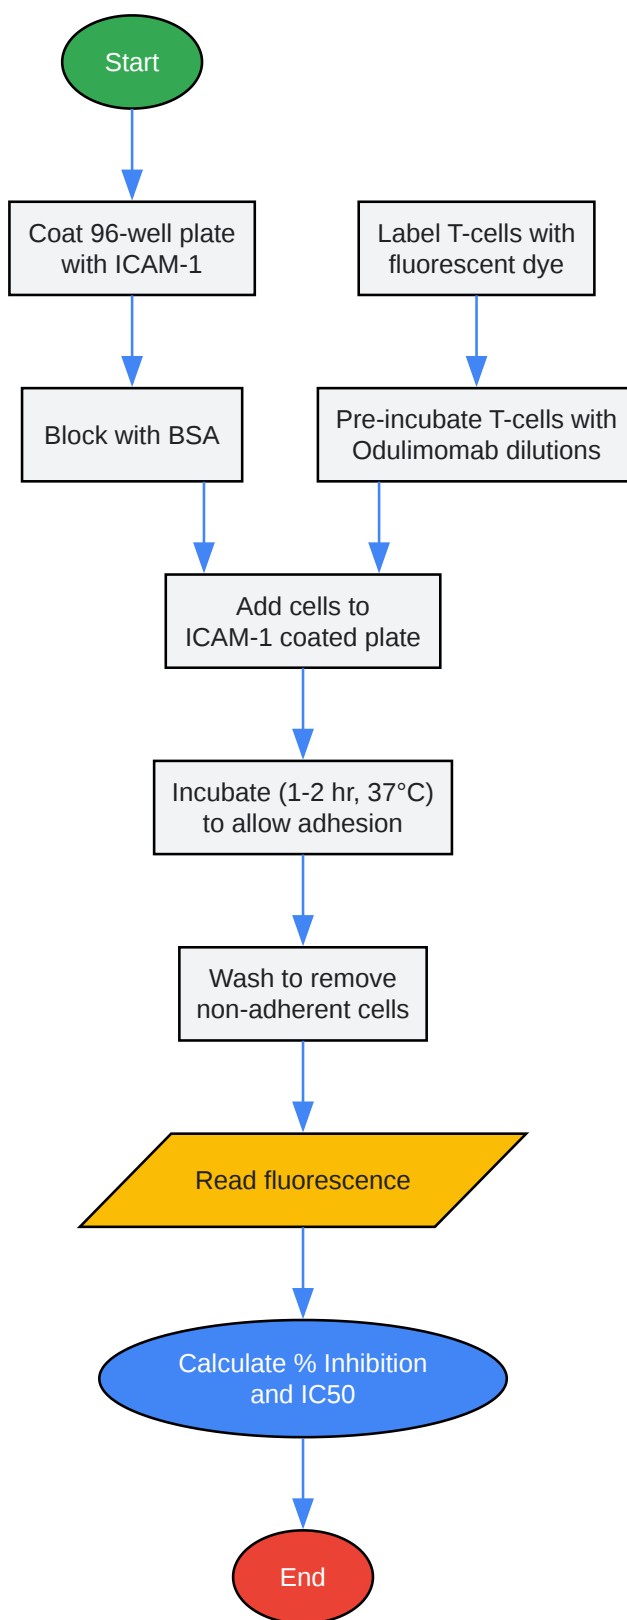 Start
Coat 96-well plate
with ICAM-1
Label T-cells with
fluorescent dye
Block with BSA
Pre-incubate T-cells with
Odulimomab dilutions
Add cells to
ICAM-1 coated plate
Incubate (1-2 hr, 37°C)
to allow adhesion
Wash to remove
non-adherent cells
Read fluorescence
Calculate % Inhibition
and IC50
End